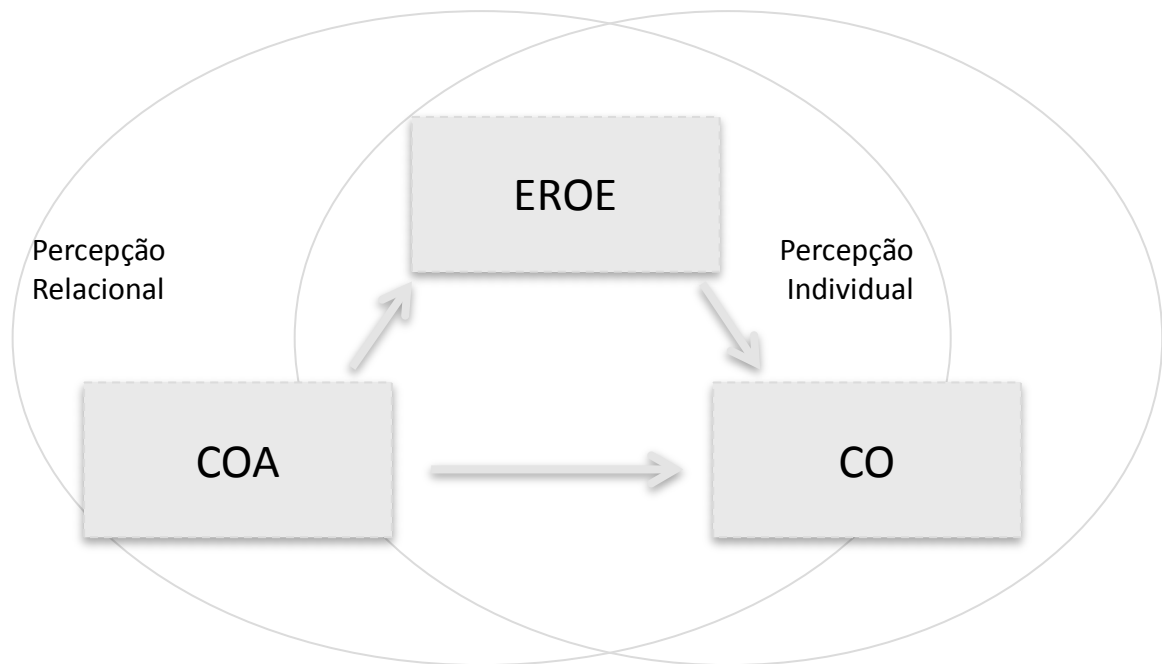 EROE
Percepção
Relacional
Percepção
Individual
COA
CO